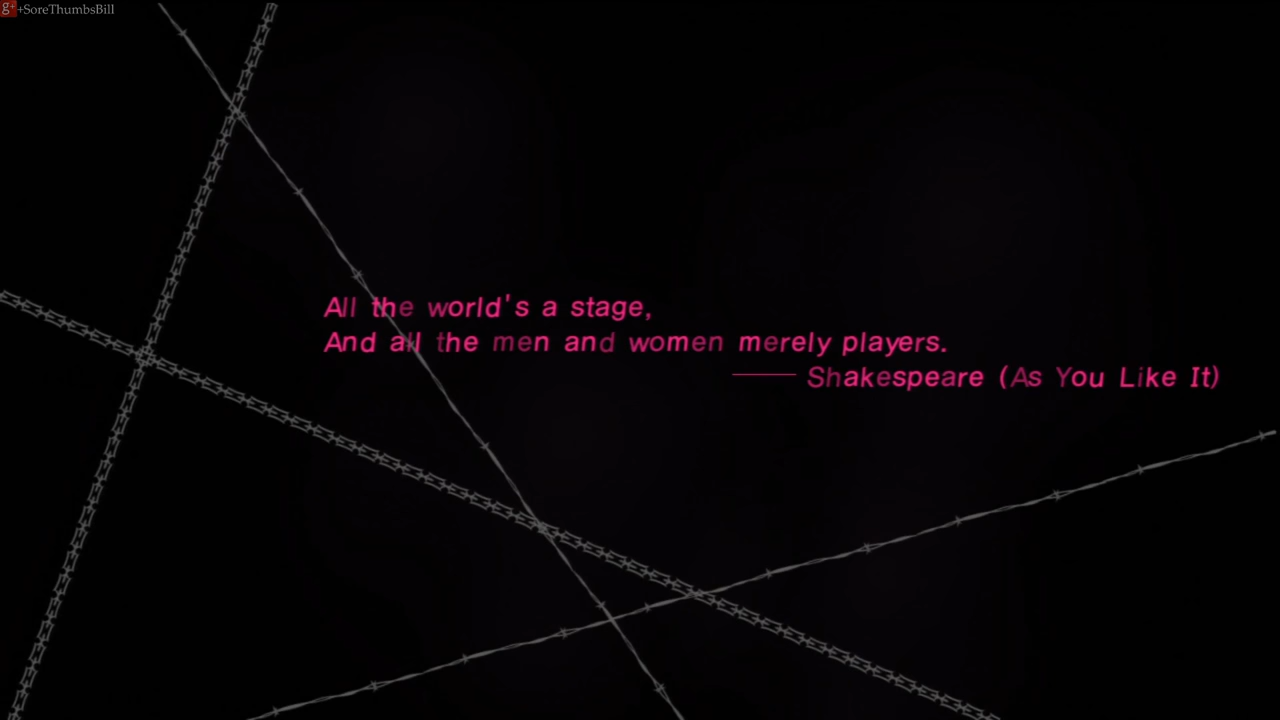 g+ +SoreThumbsBill
All the world's a stage,
And all the men and women merely players.
—— Shakespeare (As You Like It)